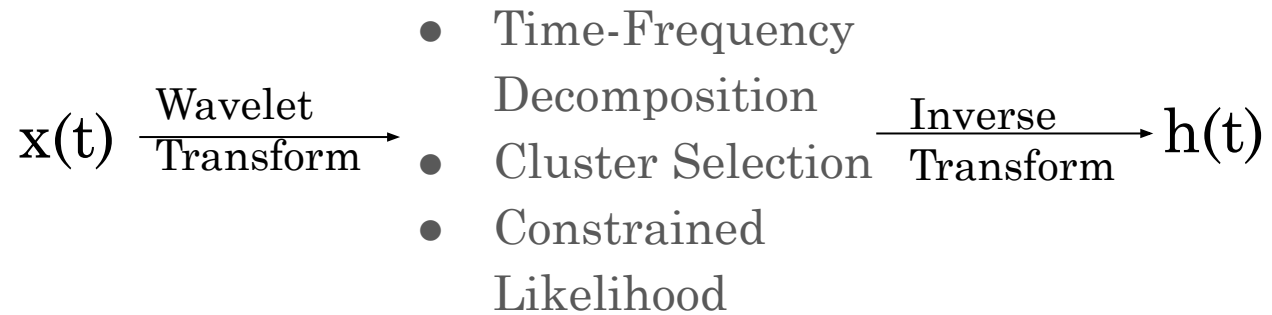 x(t)
Wavelet
Transform
● Time-Frequency
Decomposition
● Cluster Selection
● Constrained
Likelihood
Inverse
Transform
h(t)